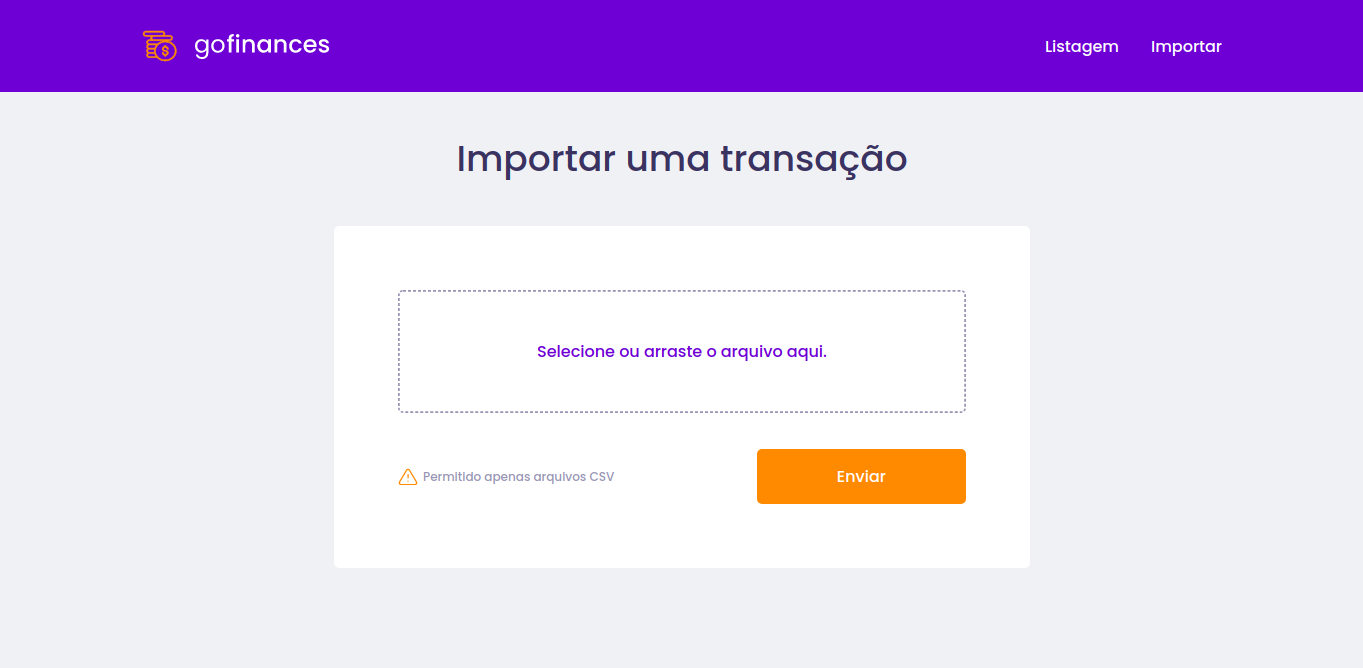 gofinances
Listagem
Importar
Importar uma transação
Selecione ou arraste o arquivo aqui.
Permitido apenas arquivos CSV
Enviar